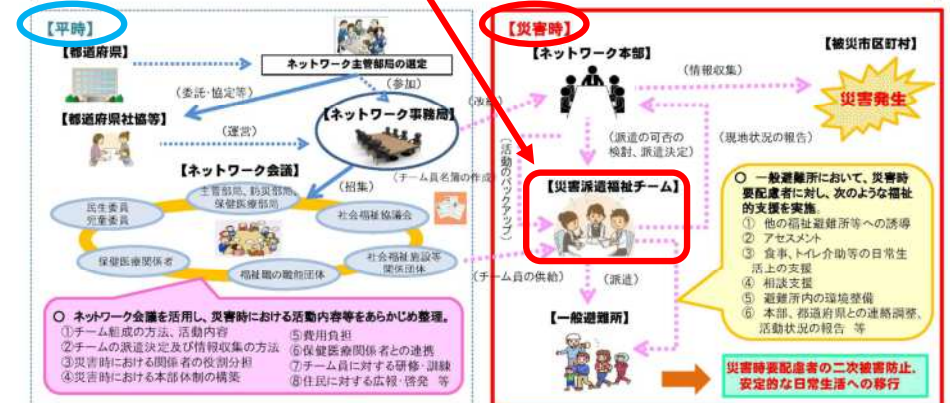 【平時】
【都道府県】
ネットワーク主管部局の選定
(委託・協定等)
(参加)
【都道府県社協等】
(運営)
【ネットワーク事務局】
【ネットワーク会議】
(招集)
(チーム員名簿の作成)
主管部局、防災部局、
保健医療部局
民生委員
児童委員
社会福祉協議会
保健医療関係者
福祉職の職能団体
社会福祉施設等
関係団体
○ ネットワーク会議を活用し、災害時における活動内容等をあらかじめ整理。
①チーム組成の方法、活動内容
②チームの派遣決定及び情報収集の方法
③災害時における関係者の役割分担
④災害時における本部体制の構築
⑤費用負担
⑥保健医療関係者との連携
⑦チーム員に対する研修・訓練
⑧住民に対する広報・啓発 等
【災害時】
【ネットワーク本部】
【被災市区町村】
(情報収集)
災害発生
(改組)
(派遣の可否の
検討、派遣決定)
(現地状況の報告)
(活動のバックアップ)
【災害派遣福祉チーム】
(チーム員の供給)
(派遣)
【一般避難所】
○ 一般避難所において、災害時
要配慮者に対し、次のような福祉
的支援を実施。
① 他の福祉避難所等への誘導
② アセスメント
③ 食事、トイレ介助等の日常生
活上の支援
④ 相談支援
⑤ 避難所内の環境整備
⑥ 本部、都道府県との連絡調整、
活動状況の報告 等
災害時要配慮者の二次被害防止、
安定的な日常生活への移行